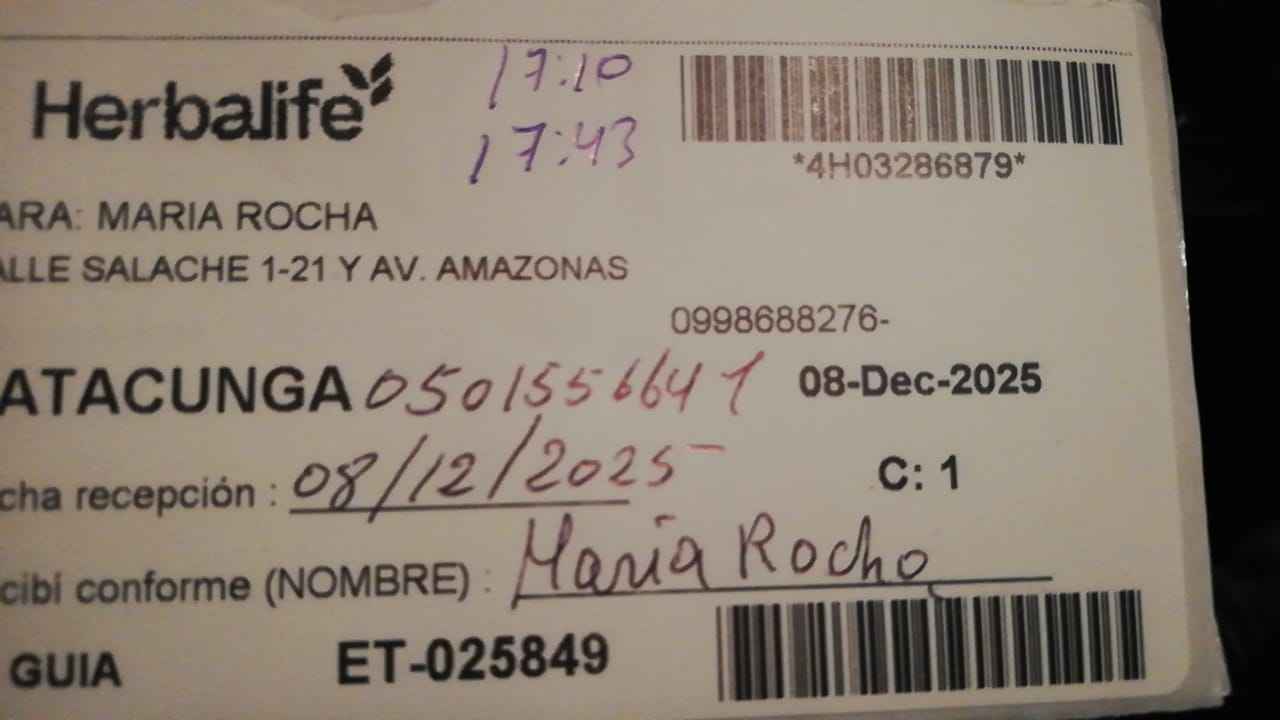 Herbalife
17:10
17:43
*4H03286879*
ARA: MARIA ROCHA
ALLE SALACHE 1-21 Y AV. AMAZONAS
0998688276-
ATACUNGA 0501556641 08-Dec-2025
cha recepción : 08/12/2025
C: 1
cibí conforme (NOMBRE) : Maria Rocha
GUIA ET-025849